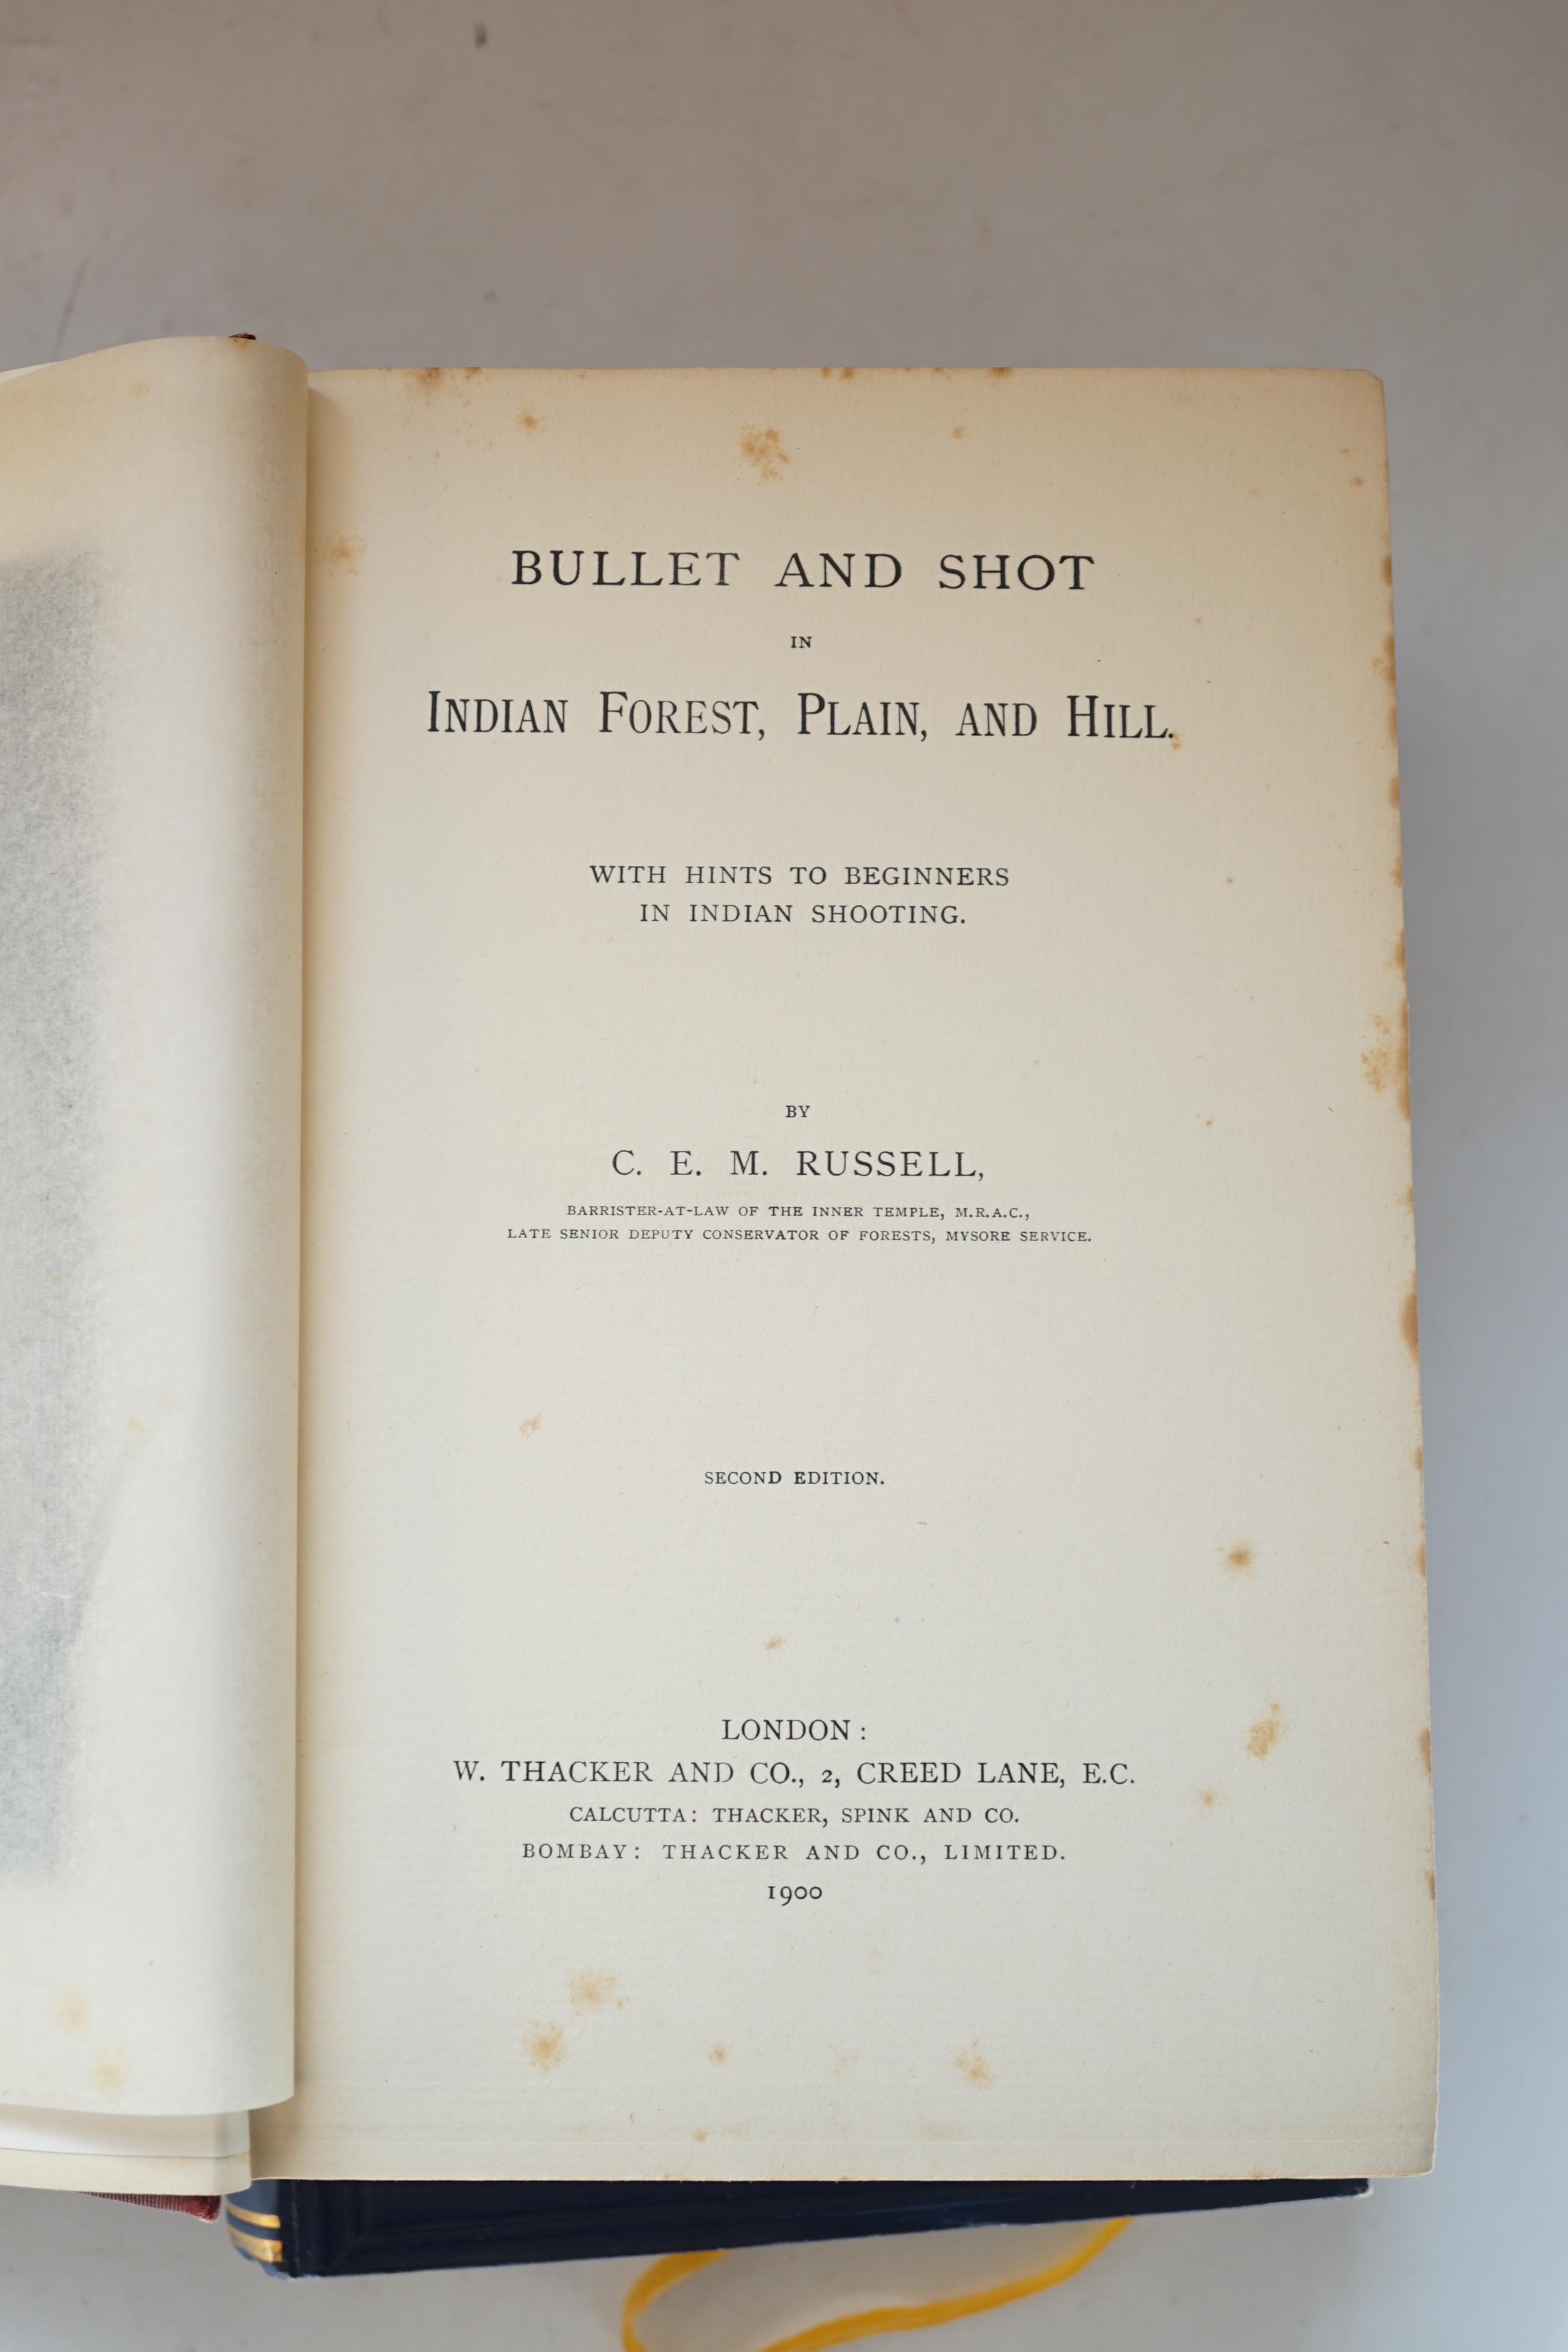 BULLET AND SHOT
IN
INDIAN FOREST, PLAIN, AND HILL.
WITH HINTS TO BEGINNERS
IN INDIAN SHOOTING.
BY
C. E. M. RUSSELL,
BARRISTER-AT-LAW OF THE INNER TEMPLE, M.R.A.C.,
LATE SENIOR DEPUTY CONSERVATOR OF FORESTS, MYSORE SERVICE.
SECOND EDITION.
LONDON:
W. THACKER AND CO., 2, CREED LANE, E.C.
CALCUTTA: THACKER, SPINK AND CO.
BOMBAY: THACKER AND CO., LIMITED.
1900